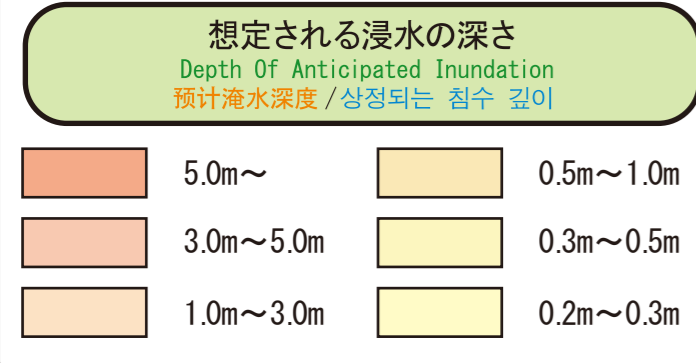 想定される浸水の深さ
Depth Of Anticipated Inundation
预计淹水深度/상정되는 침수 깊이
5.0m～
3.0m～5.0m
1.0m～3.0m
0.5m～1.0m
0.3m～0.5m
0.2m～0.3m